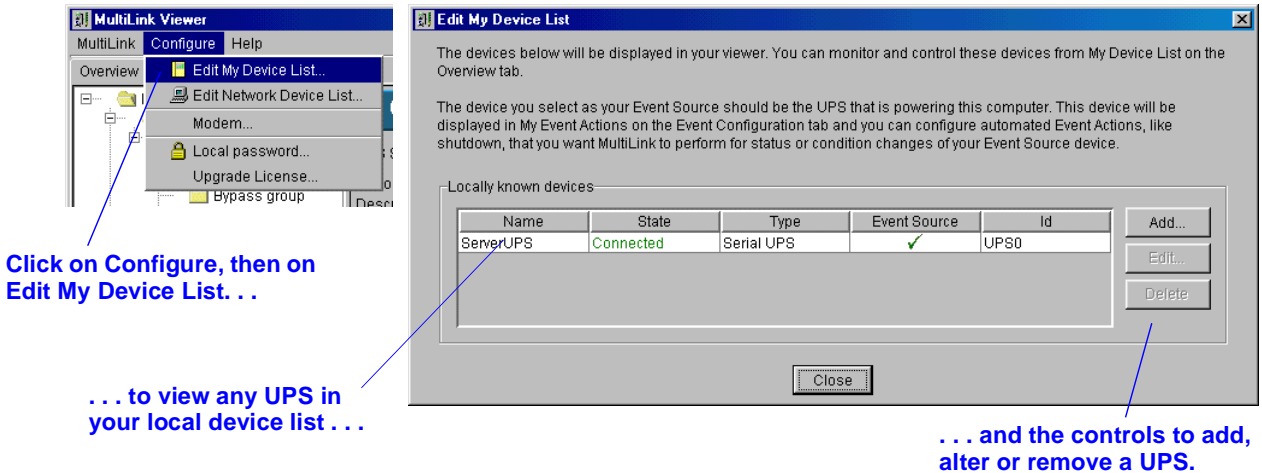 MultiLink Viewer
MultiLink Configure Help
Overview
Edit My Device List...
Edit Network Device List...
Modem...
Local password...
Upgrade License...
Bypass group
Click on Configure, then on
Edit My Device List. . .
. . . to view any UPS in
your local device list . . .
Edit My Device List
The devices below will be displayed in your viewer. You can monitor and control these devices from My Device List on the
Overview tab.
The device you select as your Event Source should be the UPS that is powering this computer. This device will be
displayed in My Event Actions on the Event Configuration tab and you can configure automated Event Actions, like
shutdown, that you want MultiLink to perform for status or condition changes of your Event Source device.
Locally known devices
Name State Type Event Source Id
ServerUPS Connected Serial UPS ✓ UPS0
Add...
Edit...
Delete
Close
. . . and the controls to add,
alter or remove a UPS.